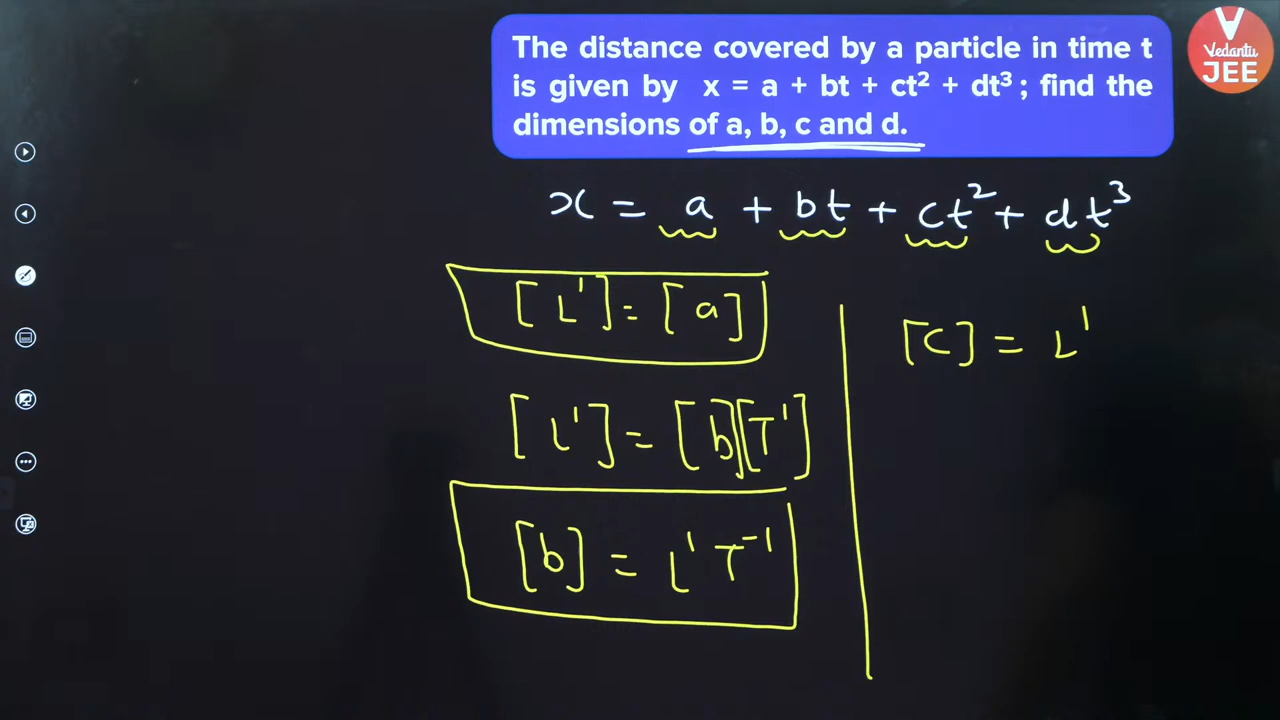 The distance covered by a particle in time t
is given by x = a + bt + ct² + dt³ ; find the
dimensions of a, b, c and d.
Vedantu
JEE
x = a + bt + ct² + dt³
[L¹] = [a]
[L¹] = [b][T¹]
[b] = L¹ T⁻¹
[C] = L¹